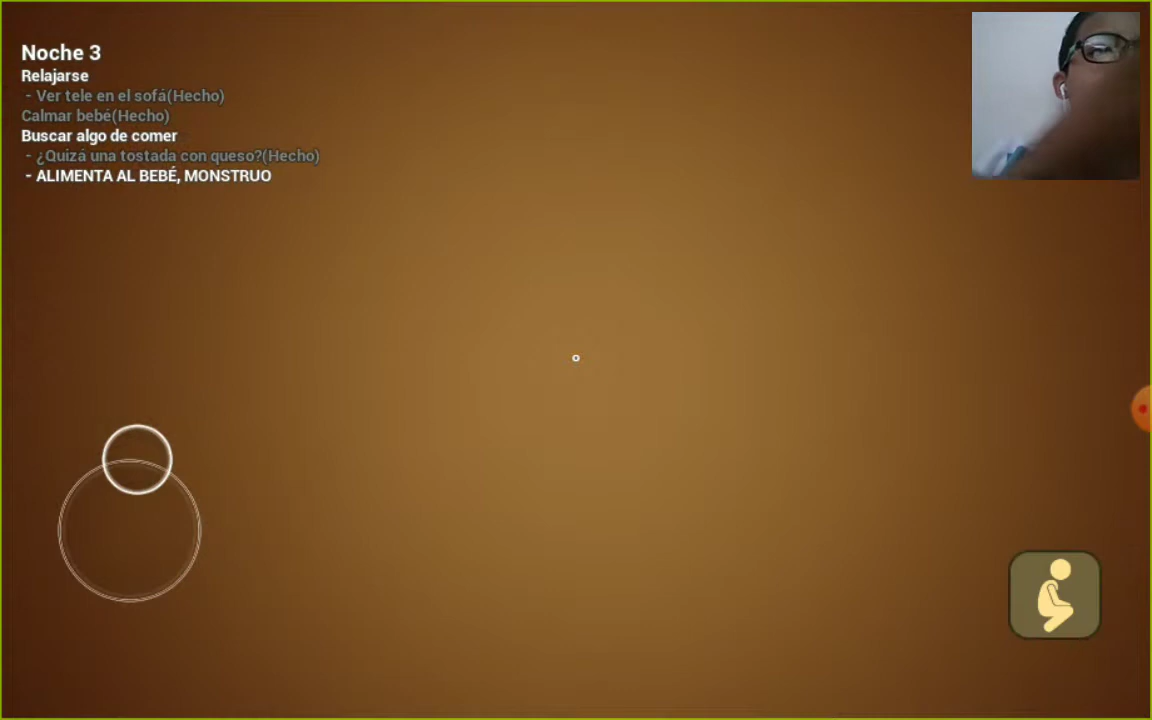 Noche 3
Relajarse
- Ver tele en el sofá(Hecho)
Calmar bebé(Hecho)
Buscar algo de comer
- ¿Quizá una tostada con queso?(Hecho)
- ALIMENTA AL BEBÉ, MONSTRUO